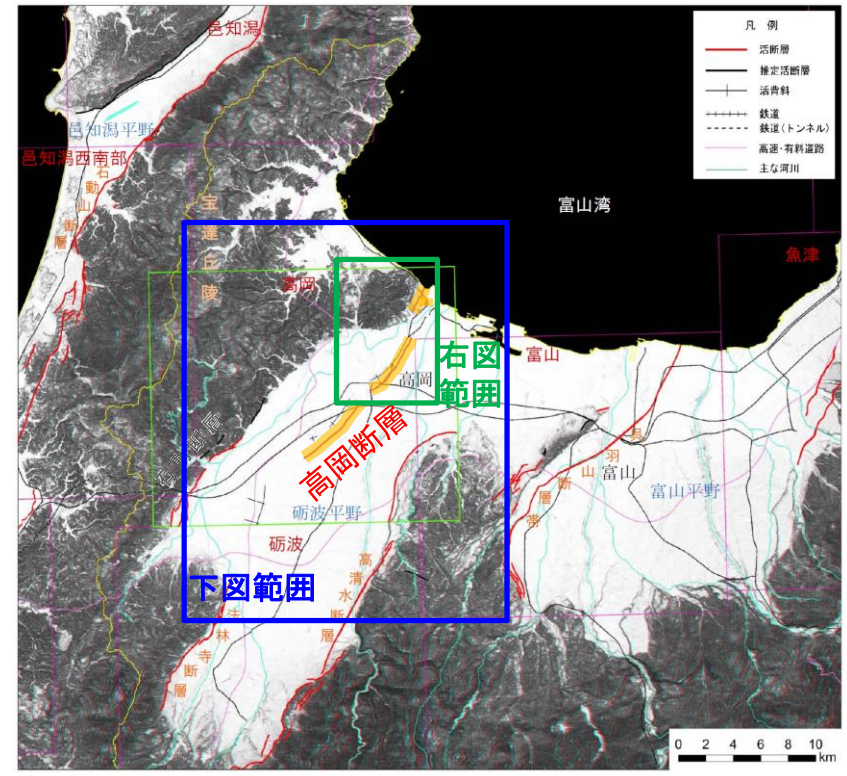 邑知潟
邑知潟平野
邑知潟西南部
石動山断層
宝達丘陵
富山湾
凡 例
活断層
推定活断層
活背斜
鉄道
鉄道(トンネル)
高速・有料道路
主な河川
魚津
高岡
右図
範囲
富山
高岡
高岡断層
呉羽山断層帯
富山
富山平野
砺波平野
砺波
下図範囲
高清水断層
法林寺断層
0 2 4 6 8 10
km